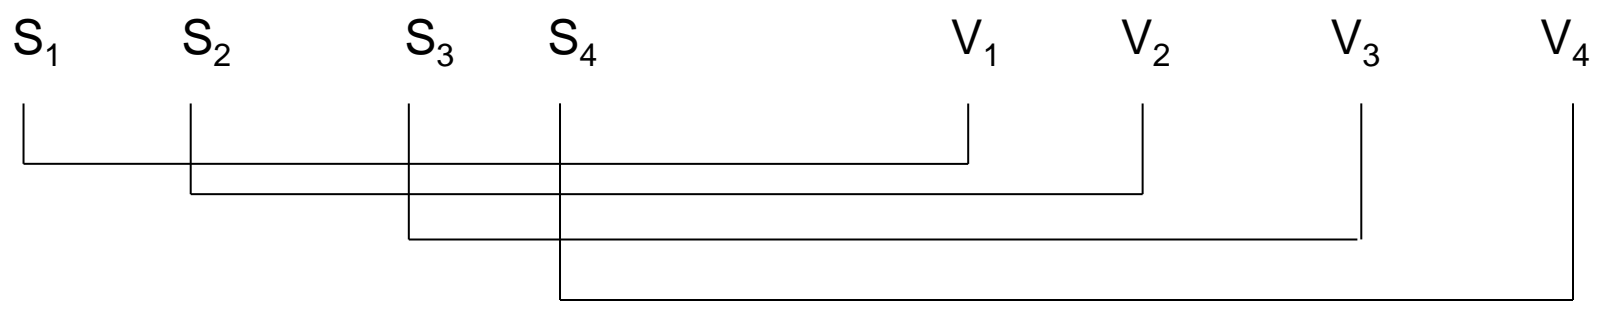 S₁ S₂ S₃ S₄ V₁ V₂ V₃ V₄